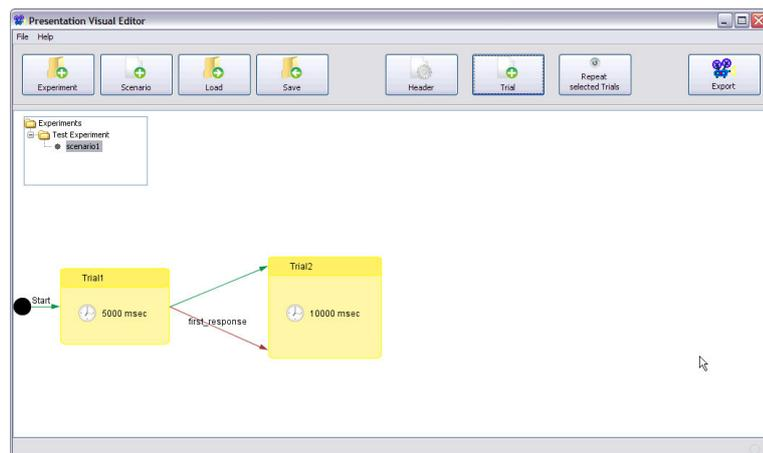 Presentation Visual Editor
File Help
Experiment
Scenario
Load
Save
Header
Trial
Repeat
selected Trials
Export
Experiments
Test Experiment
scenario1
Start
Trial1
5000 msec
first_response
Trial2
10000 msec